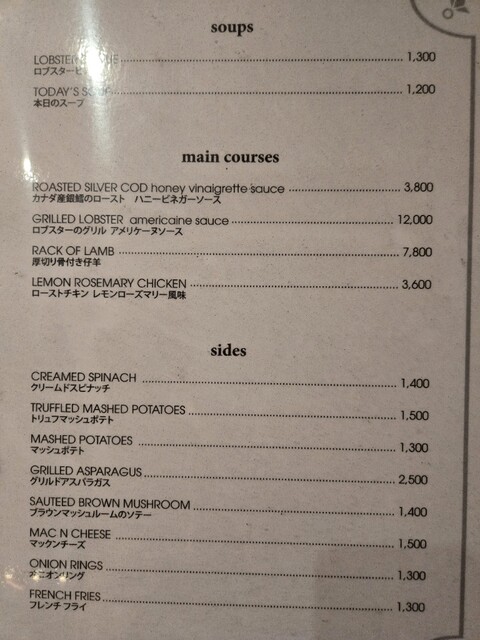 soups
LOBSTER 1,300
ロブスター
TODAY'S SOUP 1,200
本日のスープ
main courses
ROASTED SILVER COD honey vinaigrette sauce 3,800
カナダ産銀鱈のロースト ハニービネガーソース
GRILLED LOBSTER americaine sauce 12,000
ロブスターのグリル アメリケーヌソース
RACK OF LAMB 7,800
厚切り骨付き仔羊
LEMON ROSEMARY CHICKEN 3,600
ローストチキン レモンローズマリー風味
sides
CREAMED SPINACH 1,400
クリームドスピナッチ
TRUFFLED MASHED POTATOES 1,500
トリュフマッシュポテト
MASHED POTATOES 1,300
マッシュポテト
GRILLED ASPARAGUS 2,500
グリルドアスパラガス
SAUTEED BROWN MUSHROOM 1,400
ブラウンマッシュルームのソテー
MAC N CHEESE 1,500
マックンチーズ
ONION RINGS 1,300
オニオンリング
FRENCH FRIES 1,300
フレンチ フライ